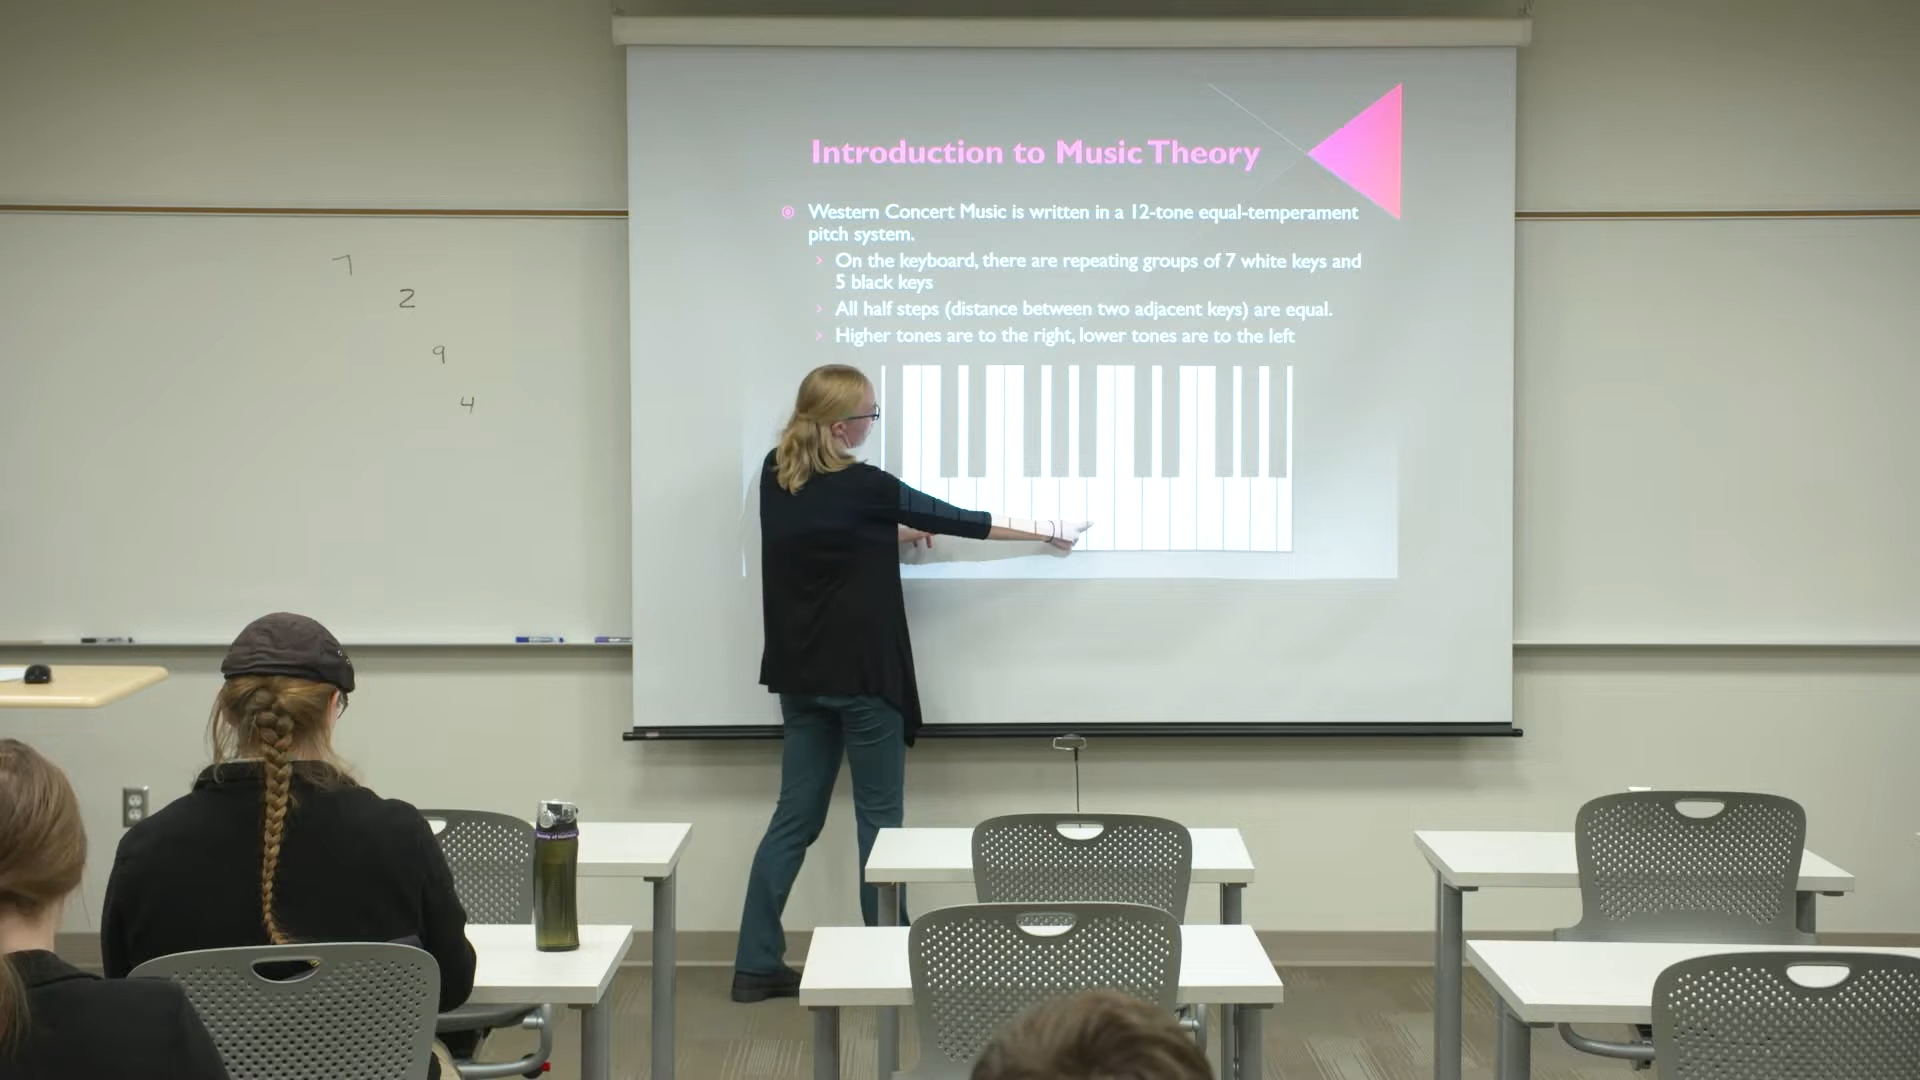 7
2
9
4
Introduction to Music Theory
Western Concert Music is written in a 12-tone equal-temperament
pitch system.
On the keyboard, there are repeating groups of 7 white keys and
5 black keys
All half steps (distance between two adjacent keys) are equal.
Higher tones are to the right, lower tones are to the left